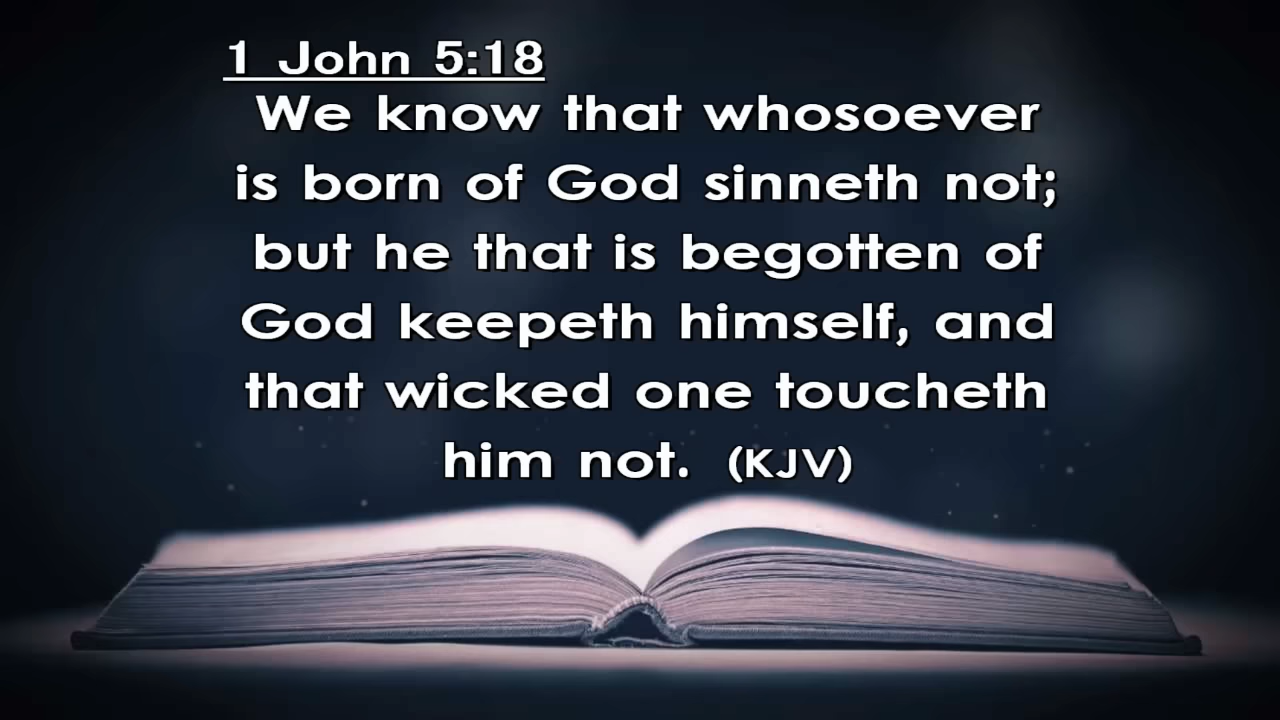 1 John 5:18
We know that whosoever
is born of God sinneth not;
but he that is begotten of
God keepeth himself, and
that wicked one toucheth
him not. (KJV)